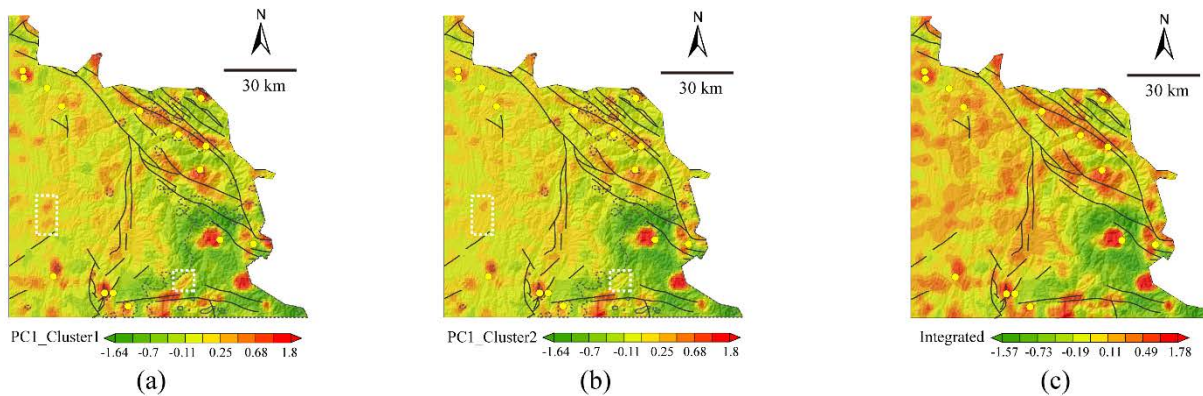 N
30 km
PC1_Cluster1
-1.64 -0.7 -0.11 0.25 0.68 1.8
(a)
N
30 km
PC1_Cluster2
-1.64 -0.7 -0.11 0.25 0.68 1.8
(b)
N
30 km
Integrated
-1.57 -0.73 -0.19 0.11 0.49 1.78
(c)